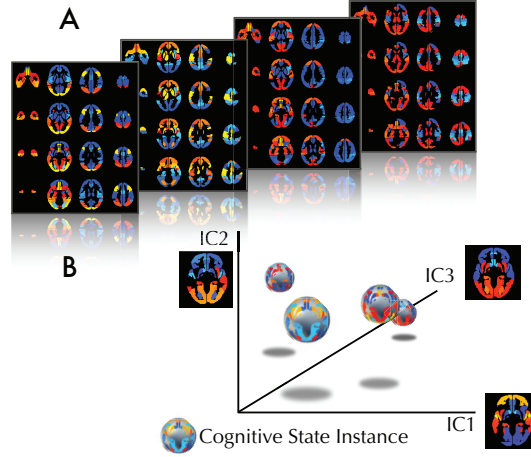 A
B
IC2
IC3
IC1
Cognitive State Instance